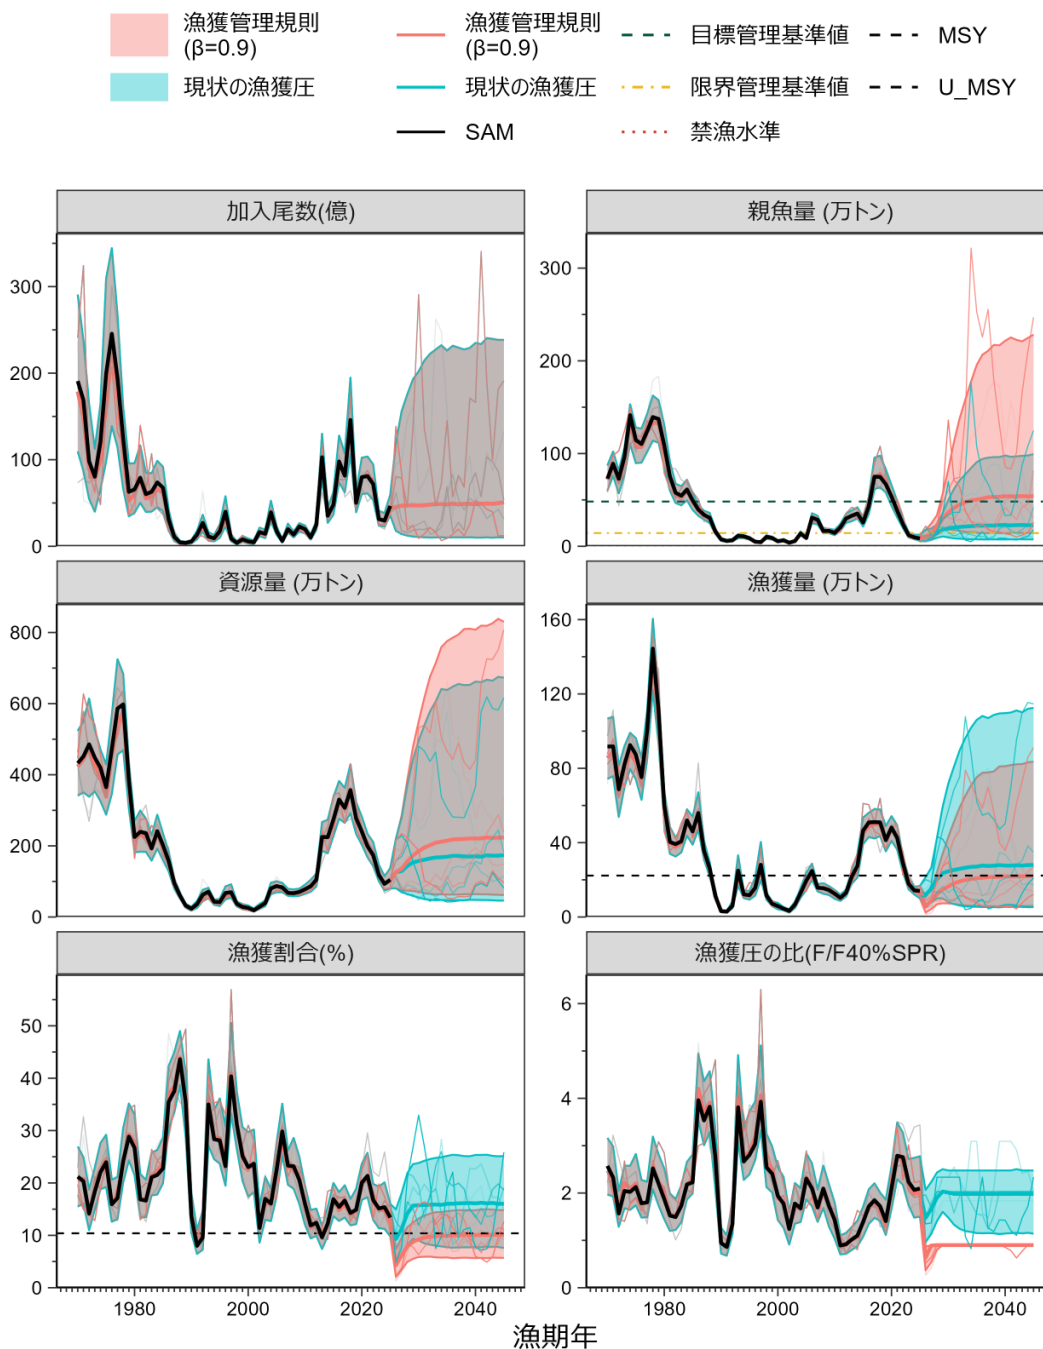 漁獲管理規則
(β=0.9)
現状の漁獲圧
漁獲管理規則
(β=0.9)
現状の漁獲圧
SAM
目標管理基準値
限界管理基準値
禁漁水準
MSY
U_MSY
加入尾数(億)
300
200
100
0
親魚量 (万トン)
300
200
100
0
資源量 (万トン)
800
600
400
200
0
漁獲量 (万トン)
160
120
80
40
0
漁獲割合(%)
50
40
30
20
10
0
1980 2000 2020 2040
漁獲圧の比(F/F40%SPR)
6
4
2
0
1980 2000 2020 2040
漁期年